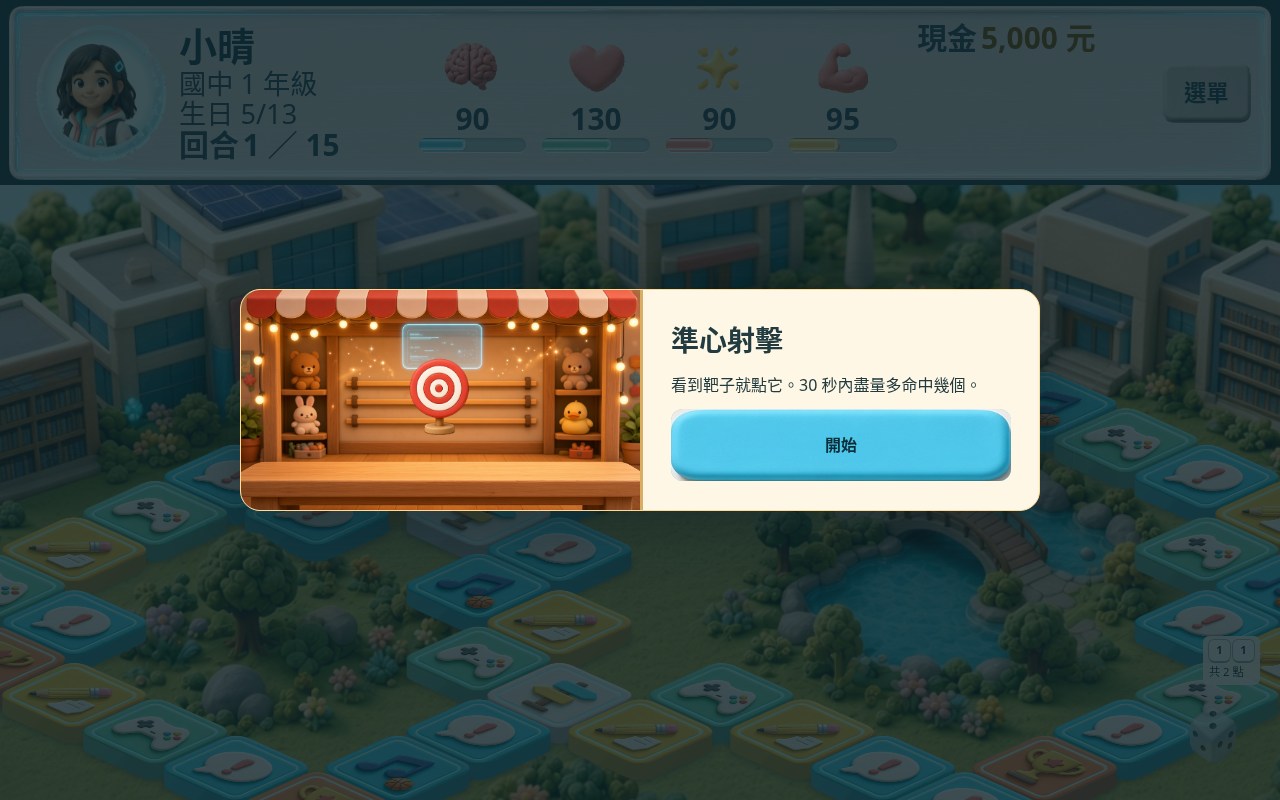 小晴
國中 1 年級
生日 5/13
回合 1 ／ 15
90
130
90
95
現金 5,000 元
選單
準心射擊
看到靶子就點它。30 秒內盡量多命中幾個。
開始
1 1
共 2 點